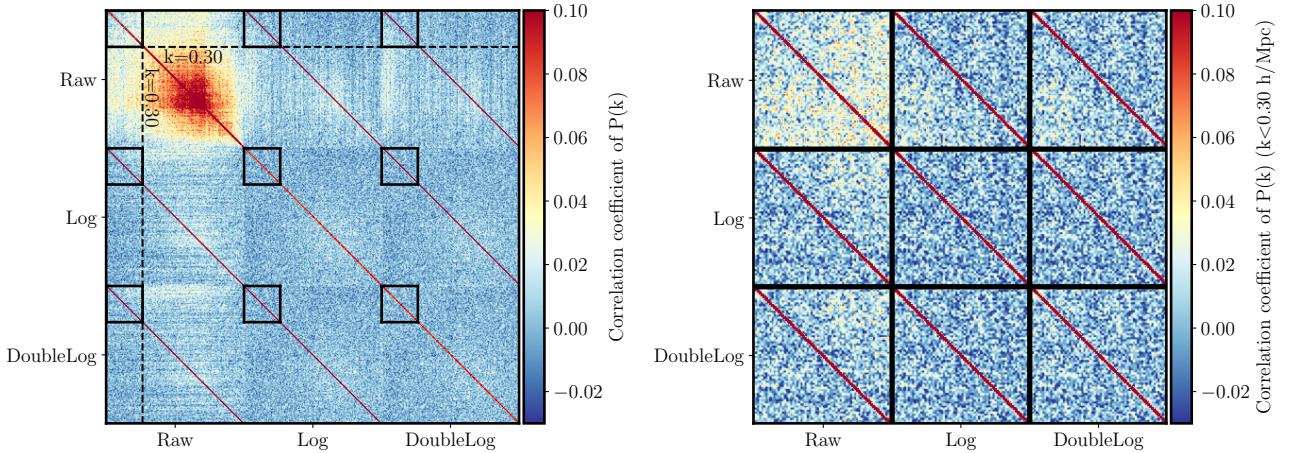 Raw
Log
DoubleLog
Raw
Log
DoubleLog
k=0.30
k=0.30
0.10
0.08
0.06
0.04
0.02
0.00
−0.02
Correlation coefficient of P(k)
Raw
Log
DoubleLog
Raw
Log
DoubleLog
0.10
0.08
0.06
0.04
0.02
0.00
−0.02
Correlation coefficient of P(k) (k<0.30 h/Mpc)